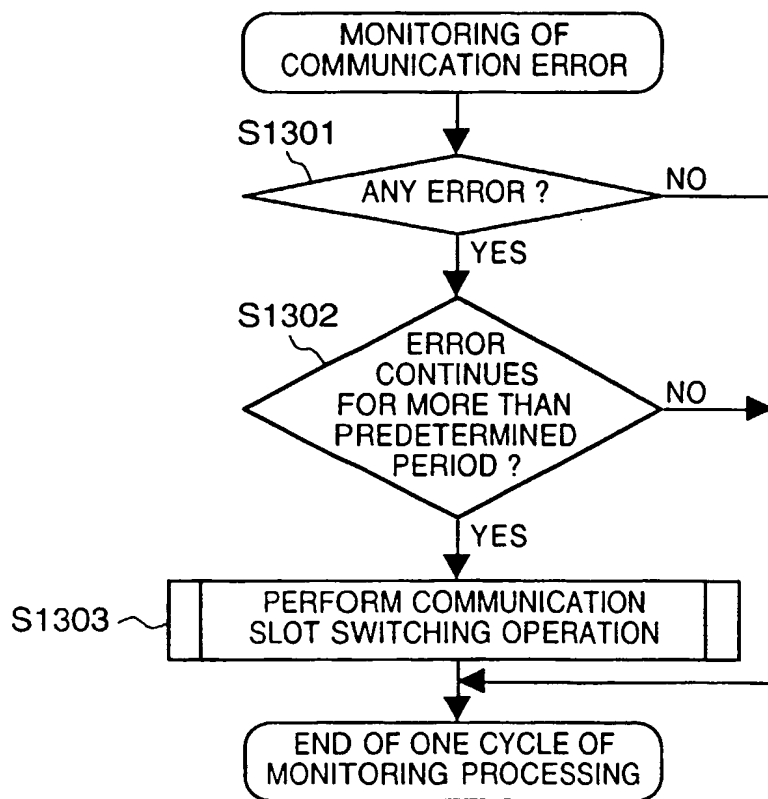 MONITORING OF
COMMUNICATION ERROR
S1301
ANY ERROR ?
NO
YES
S1302
ERROR
CONTINUES
FOR MORE THAN
PREDETERMINED
PERIOD ?
NO
YES
S1303
PERFORM COMMUNICATION
SLOT SWITCHING OPERATION
END OF ONE CYCLE OF
MONITORING PROCESSING